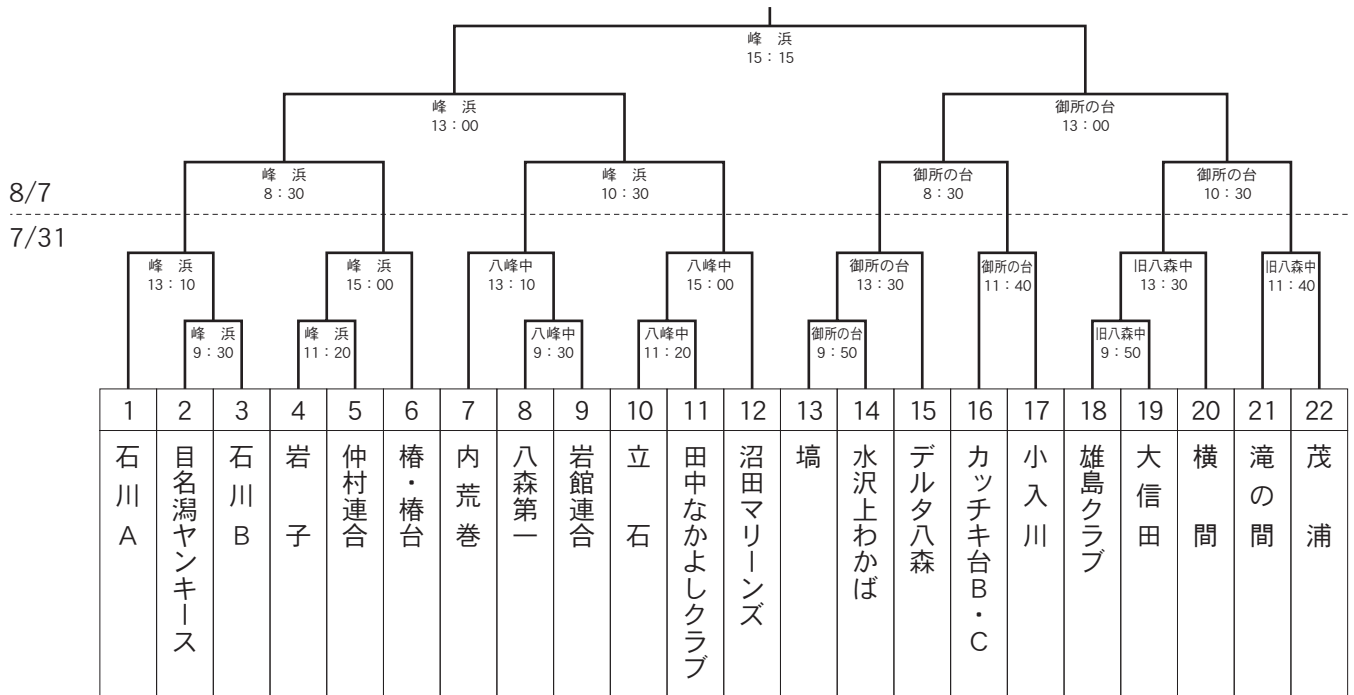 峰　浜
15：15
峰　浜
13：00
御所の台
13：00
峰　浜
8：30
峰　浜
10：30
御所の台
8：30
御所の台
10：30
8/7
7/31
峰　浜
13：10
峰　浜
15：00
八峰中
13：10
八峰中
15：00
御所の台
13：30
御所の台
11：40
旧八森中
13：30
旧八森中
11：40
峰　浜
9：30
峰　浜
11：20
八峰中
9：30
八峰中
11：20
御所の台
9：50
旧八森中
9：50
1
2
3
4
5
6
7
8
9
10
11
12
13
14
15
16
17
18
19
20
21
22
石川A
目名潟ヤンキース
石川B
岩子
仲村連合
椿・椿台
内荒巻
八森第一
岩館連合
立石
田中なかよしクラブ
沼田マリーンズ
塙
水沢上わかば
デルタ八森
カッチキ台B・C
小入川
雄島クラブ
大信田
横間
滝の間
茂浦